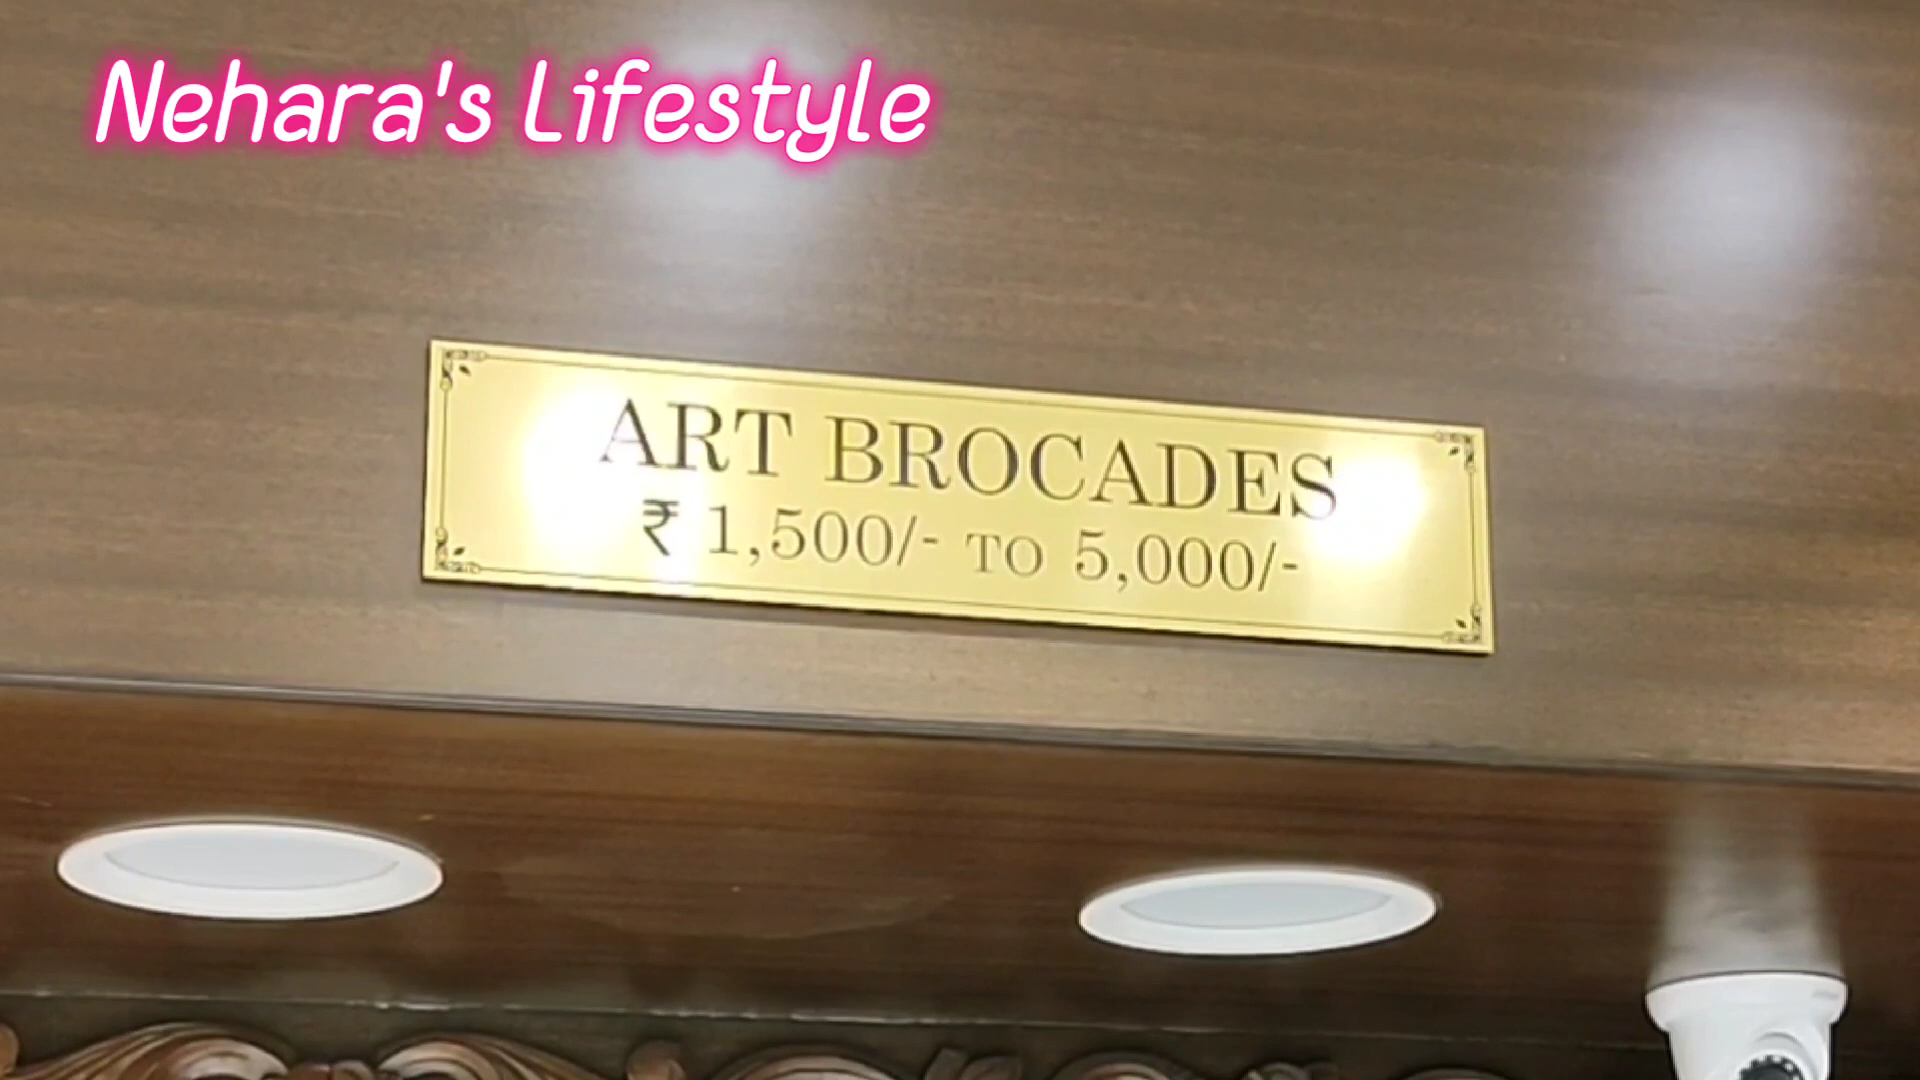 Nehara's Lifestyle
ART BROCADES
₹ 1,500/- TO 5,000/-